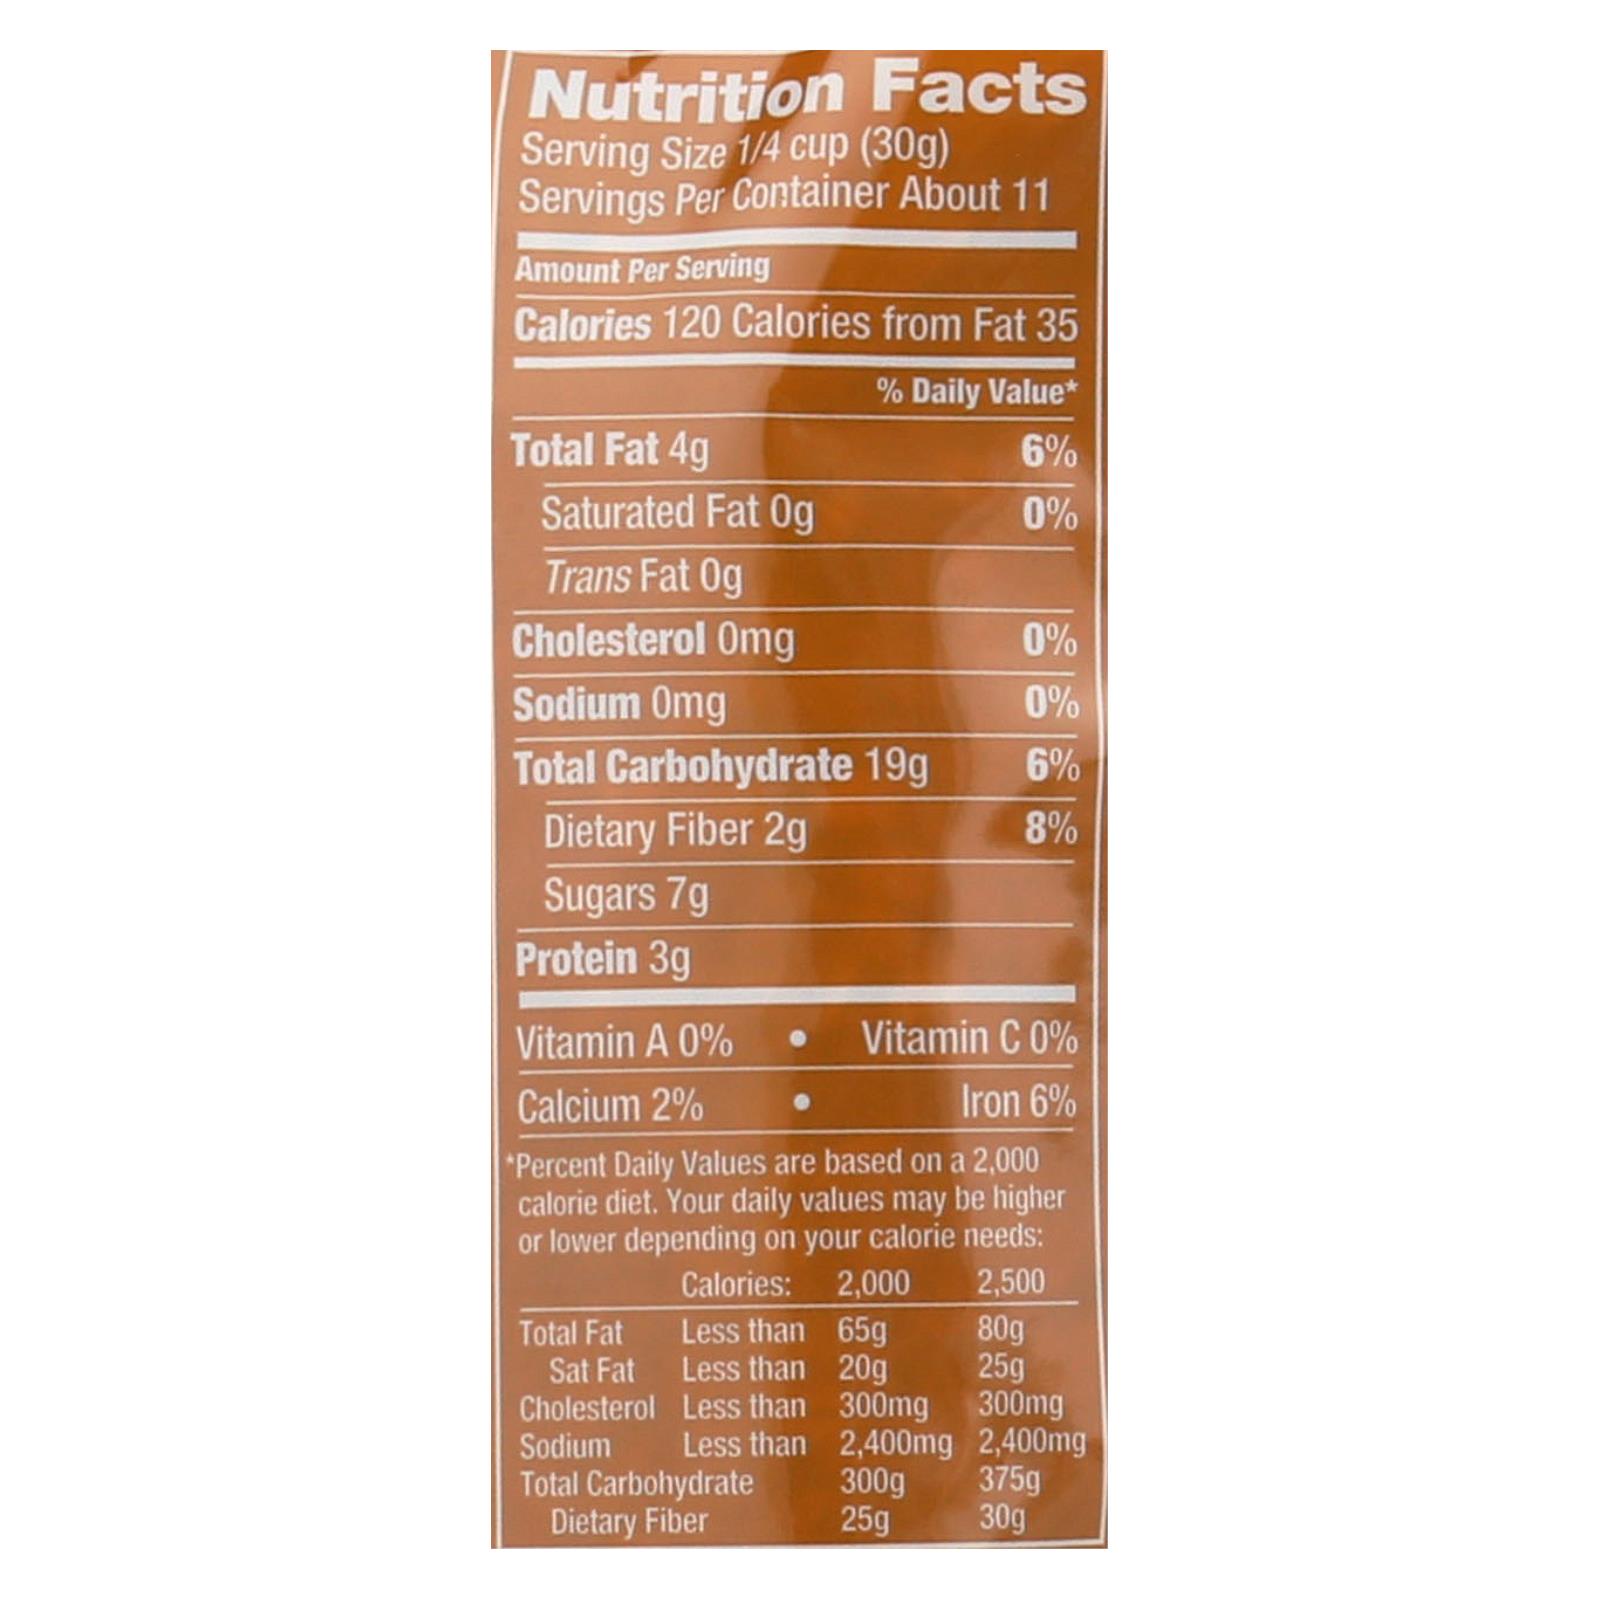 Nutrition Facts
Serving Size 1/4 cup (30g)
Servings Per Container About 11
Amount Per Serving
Calories 120 Calories from Fat 35
% Daily Value*
Total Fat 4g 6%
Saturated Fat 0g 0%
Trans Fat 0g
Cholesterol 0mg 0%
Sodium 0mg 0%
Total Carbohydrate 19g 6%
Dietary Fiber 2g 8%
Sugars 7g
Protein 3g
Vitamin A 0% • Vitamin C 0%
Calcium 2% • Iron 6%
*Percent Daily Values are based on a 2,000
calorie diet. Your daily values may be higher
or lower depending on your calorie needs:
Calories: 2,000 2,500
Total Fat Less than 65g 80g
Sat Fat Less than 20g 25g
Cholesterol Less than 300mg 300mg
Sodium Less than 2,400mg 2,400mg
Total Carbohydrate 300g 375g
Dietary Fiber 25g 30g